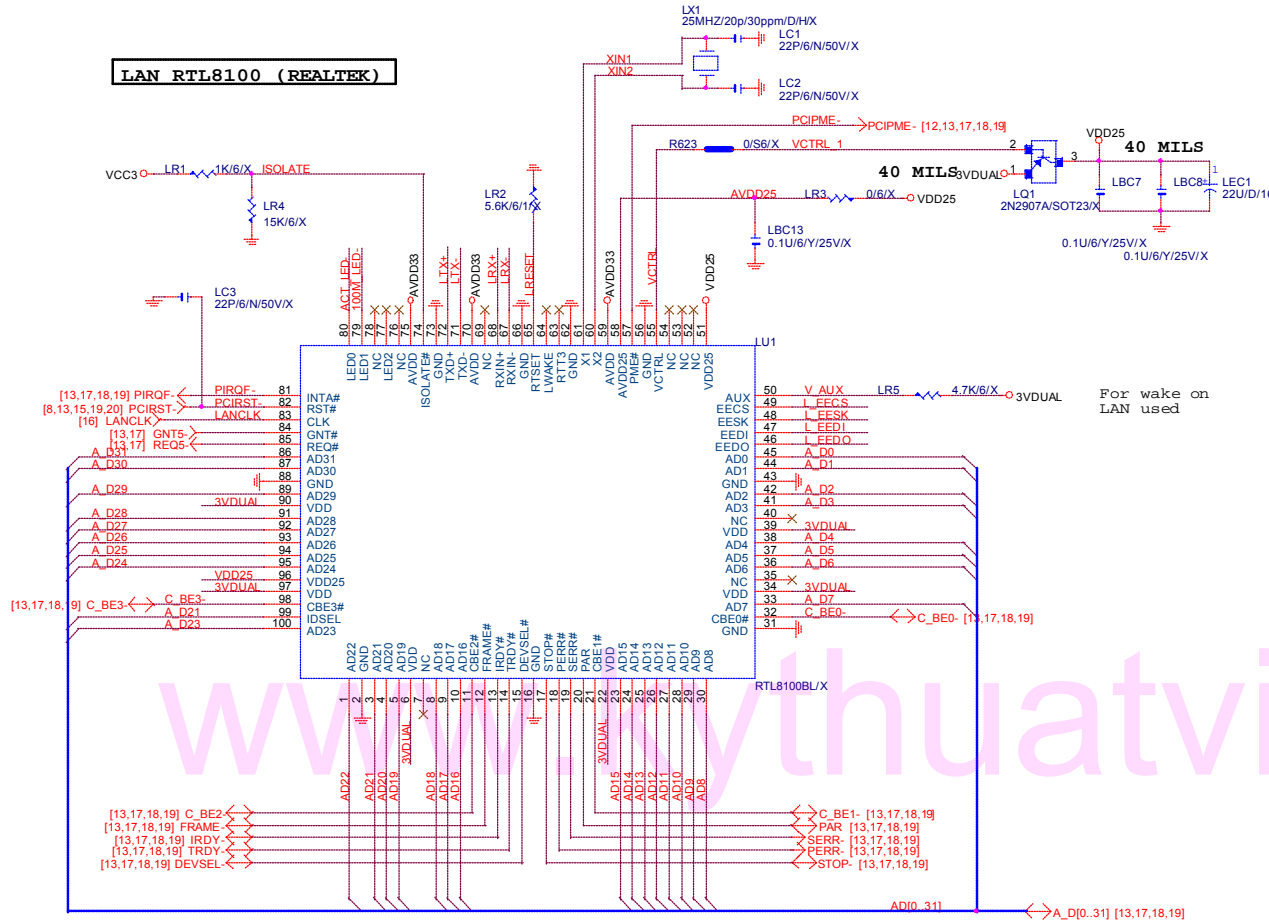 LAN RTL8100 (REALTEK)
LX1
25MHZ/20p/30ppm/D/H/X
LC1
22P/6/N/50V/X
XIN1
XIN2
LC2
22P/6/N/50V/X
PCIPME-
PCIPME- [12,13,17,18,19]
R623
0/S6/X
VCTRL_1
2
3
1
VDD25
40 MILS
40 MILS
3VDUAL
LQ1
2N2907A/SOT23/X
LBC7
LBC8
1
LEC1
22U/D/16
0.1U/6/Y/25V/X
0.1U/6/Y/25V/X
VCC3
LR1
1K/6/X
ISOLATE
LR4
15K/6/X
LR2
5.6K/6/1/X
AVDD25
LR3
0/6/X
VDD25
LBC13
0.1U/6/Y/25V/X
LC3
22P/6/N/50V/X
ACT_LED-
100M_LED-
AVDD33
LTX+
LTX-
AVDD33
LRX+
LRX-
LRESET
AVDD33
VCTRL
VDD25
80 79 78 77 76 75 74 73 72 71 70 69 68 67 66 65 64 63 62 61 60 59 58 57 56 55 54 53 52 51
LU1
LED0 LED1 NC LED2 NC AVDD ISOLATE# GND TXD+ TXD- AVDD NC RXIN+ RXIN- GND RTSET LWAKE RTT3 GND X1 X2 AVDD AVDD25 PME# GND VCTRL NC NC NC VDD25
[13,17,18,19] PIRQF- PIRQF- 81 INTA#
[8,13,15,19,20] PCIRST- PCIRST- 82 RST#
[16] LANCLK LANCLK 83 CLK
[13,17] GNT5- 84 GNT#
[13,17] REQ5- 85 REQ#
A_D31 86 AD31
A_D30 87 AD30
88 GND
A_D29 89 AD29
3VDUAL 90 VDD
A_D28 91 AD28
A_D27 92 AD27
A_D26 93 AD26
A_D25 94 AD25
A_D24 95 AD24
VDD25 96 VDD25
3VDUAL 97 VDD
[13,17,18,19] C_BE3- C_BE3- 98 CBE3#
A_D21 99 IDSEL
A_D23 100 AD23
AUX 50 V_AUX LR5 4.7K/6/X 3VDUAL
EECS 49 L_EECS
EESK 48 L_EESK
EEDI 47 L_EEDI
EEDO 46 L_EEDO
AD0 45 A_D0
AD1 44 A_D1
GND 43
AD2 42 A_D2
AD3 41 A_D3
NC 40
VDD 39 3VDUAL
AD4 38 A_D4
AD5 37 A_D5
AD6 36 A_D6
NC 35
VDD 34 3VDUAL
AD7 33 A_D7
CBE0# 32 C_BE0- C_BE0- [13,17,18,19]
GND 31
For wake on
LAN used
AD22 GND AD21 AD20 AD19 VDD NC AD18 AD17 AD16 CBE2# FRAME# IRDY# TRDY# DEVSEL# GND STOP# PERR# SERR# PAR CBE1# VDD AD15 AD14 AD13 AD12 AD11 AD10 AD9 AD8
RTL8100BL/X
1 2 3 4 5 6 7 8 9 10 11 12 13 14 15 16 17 18 19 20 21 22 23 24 25 26 27 28 29 30
www.kythuatvi
AD22 AD21 AD20 AD19 3VDUAL AD18 AD17 AD16 3VDUAL AD15 AD14 AD13 AD12 AD11 AD10 AD9 AD8
[13,17,18,19] C_BE2-
[13,17,18,19] FRAME-
[13,17,18,19] IRDY-
[13,17,18,19] TRDY-
[13,17,18,19] DEVSEL-
C_BE1- [13,17,18,19]
PAR [13,17,18,19]
SERR- [13,17,18,19]
PERR- [13,17,18,19]
STOP- [13,17,18,19]
AD[0..31]
A_D[0..31] [13,17,18,19]